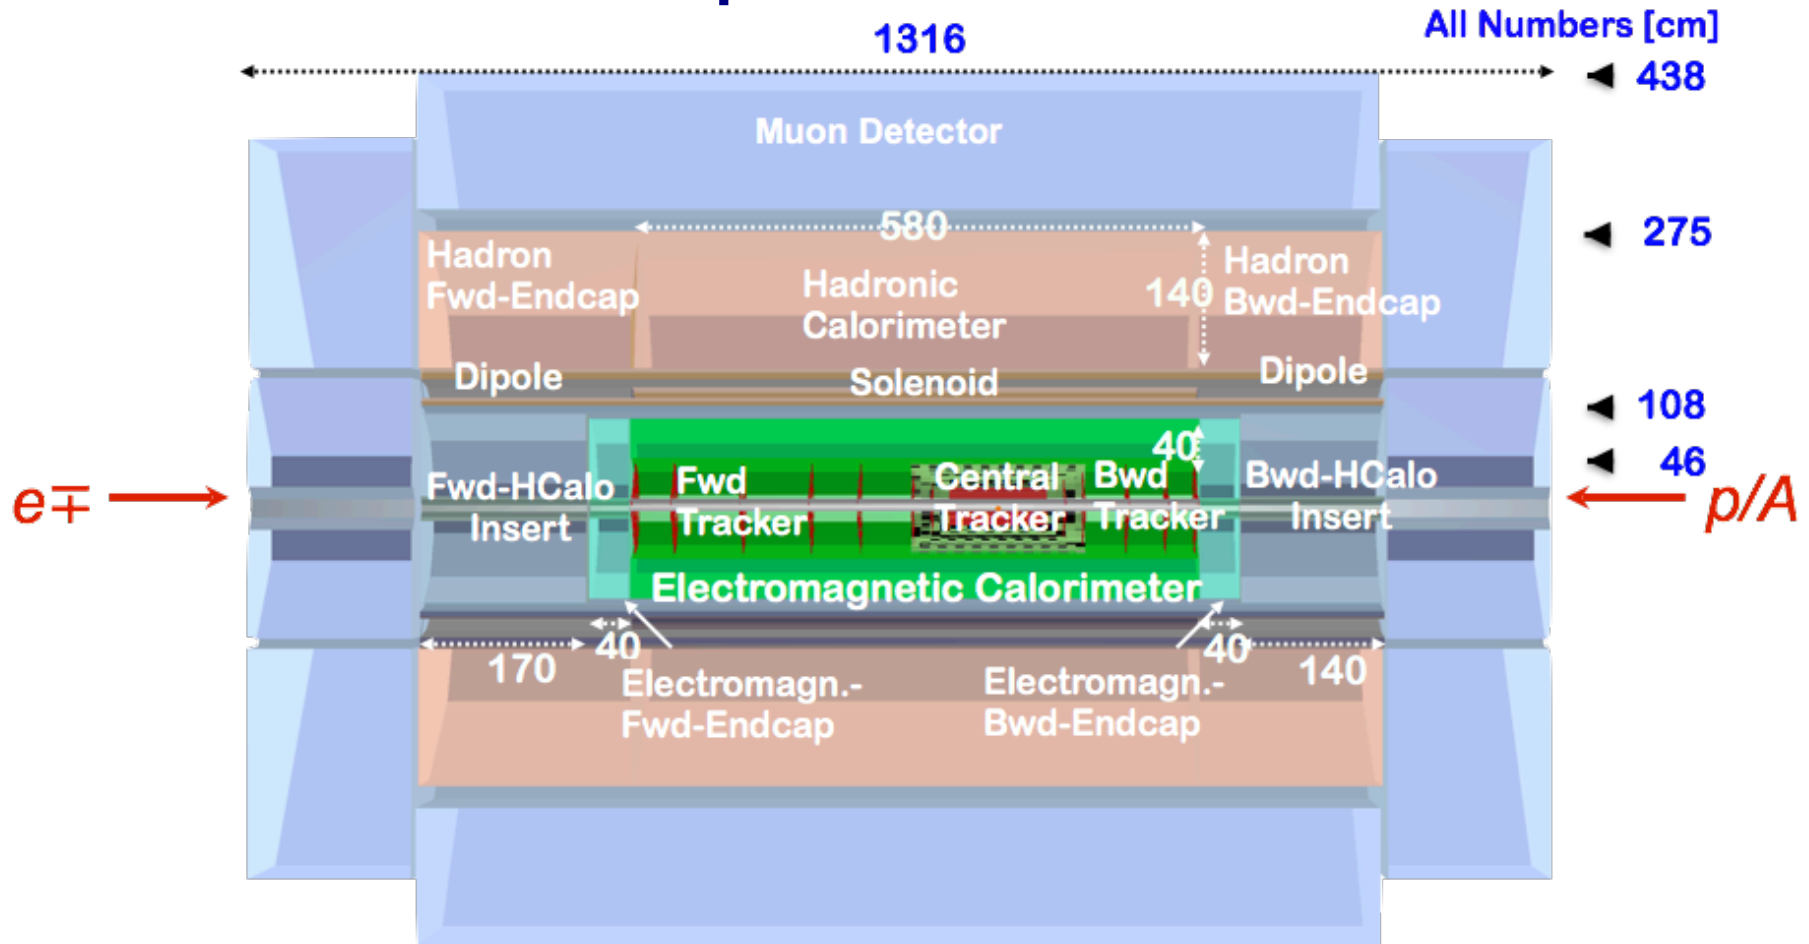 All Numbers [cm]
1316
438
Muon Detector
580
275
Hadron
Fwd-Endcap
Hadronic
Calorimeter
140
Hadron
Bwd-Endcap
Dipole
Solenoid
Dipole
108
40
46
Fwd-HCalo
Insert
Fwd
Tracker
Central
Tracker
Bwd
Tracker
Bwd-HCalo
Insert
e∓
p/A
Electromagnetic Calorimeter
170
40
40
140
Electromagn.-
Fwd-Endcap
Electromagn.-
Bwd-Endcap